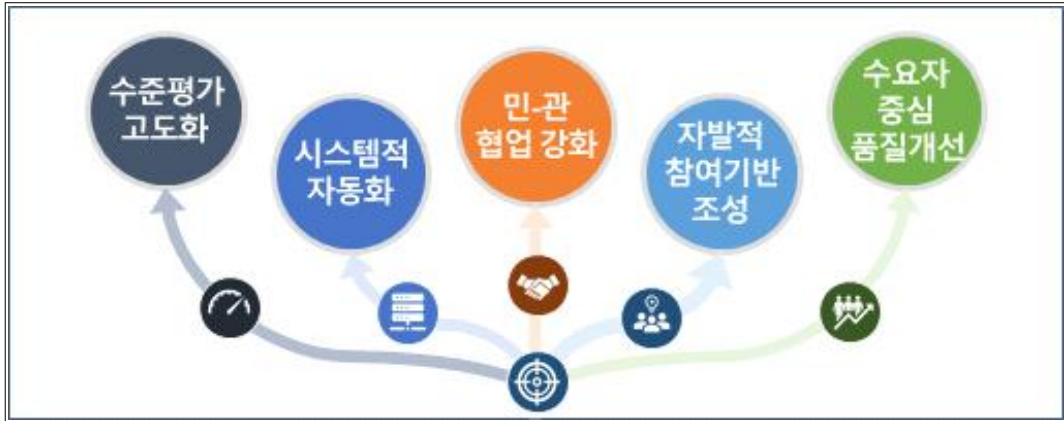 수준평가
고도화
시스템적
자동화
민-관
협업 강화
자발적
참여기반
조성
수요자
중심
품질개선